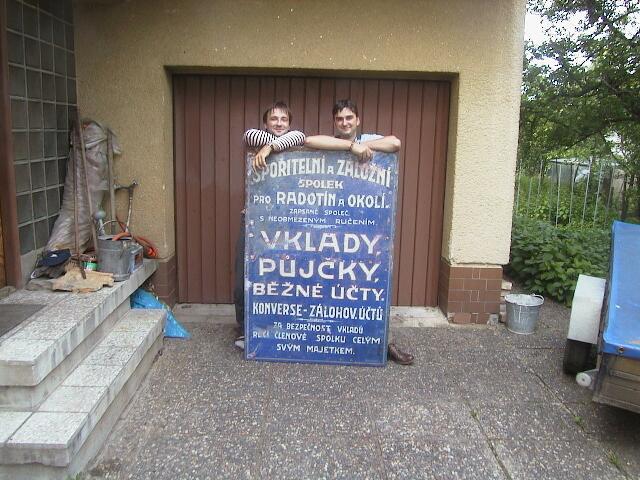 SPOŘITELNÍ A ZÁLOŽNÍ
SPOLEK
PRO RADOTÍN A OKOLÍ.
ZAPSANÉ SPOLEČ.
S NEOBMEZENÝM RUČENÍM.
VKLADY,
PŮJČKY,
BĚŽNÉ ÚČTY.
KONVERSE-ZÁLOHOV.ÚČTŮ
ZA BEZPEČNOST VKLADŮ
RUČÍ ČLENOVÉ SPOLKU CELÝM
SVÝM MAJETKEM.